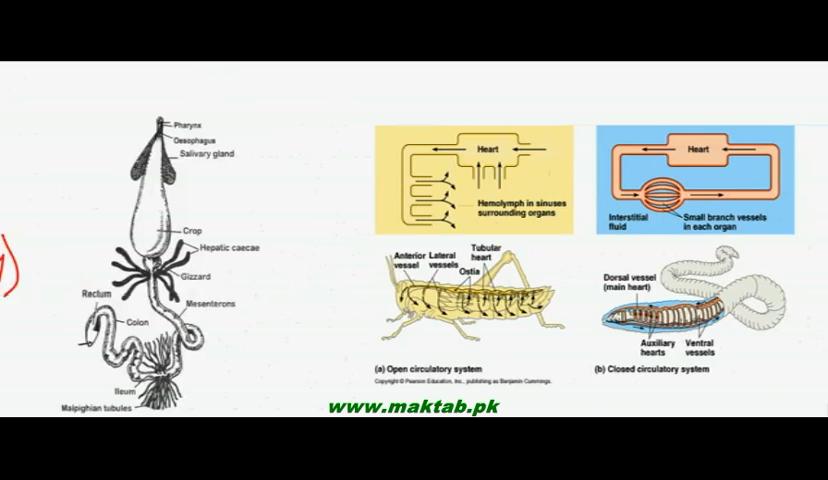 Pharynx
Oesophagus
Salivary gland
Crop
Hepatic caecae
Gizzard
Rectum
Mesenterons
Colon
Ileum
Malpighian tubules
Heart
Hemolymph in sinuses
surrounding organs
Anterior
vessel
Lateral
vessels
Tubular
heart
Ostia
(a) Open circulatory system
Copyright © Pearson Education, Inc., publishing as Benjamin Cummings.
Heart
Interstitial
fluid
Small branch vessels
in each organ
Dorsal vessel
(main heart)
Auxiliary
hearts
Ventral
vessels
(b) Closed circulatory system
www.maktab.pk